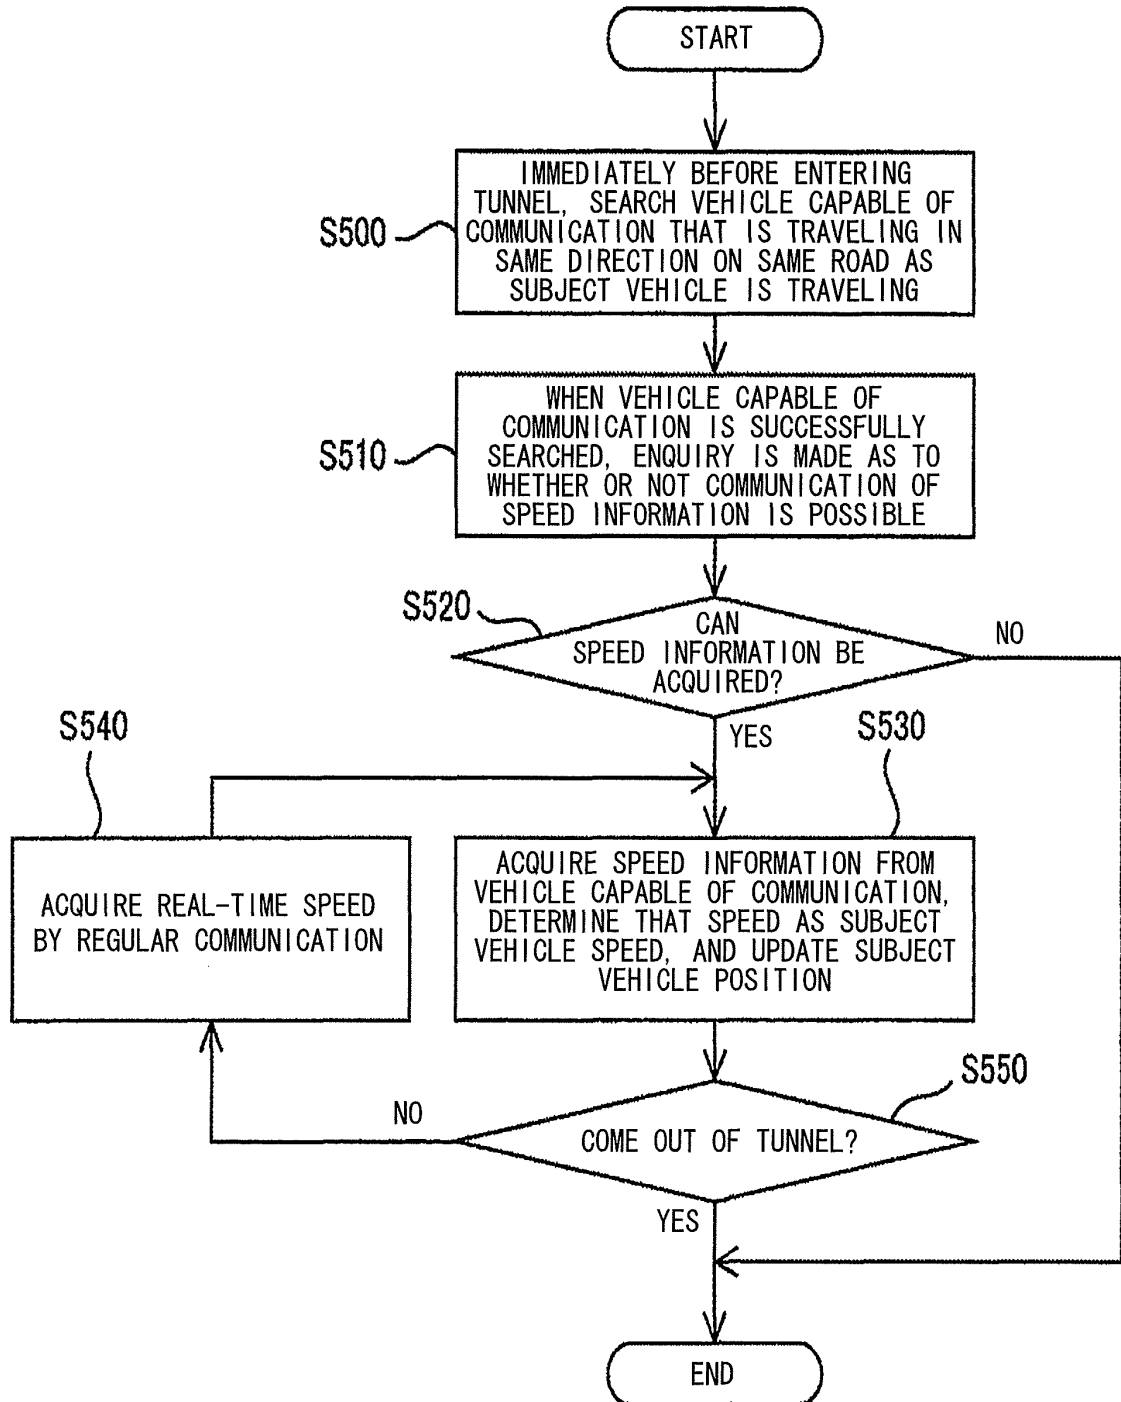 START
IMMEDIATELY BEFORE ENTERING
TUNNEL, SEARCH VEHICLE CAPABLE OF
COMMUNICATION THAT IS TRAVELING IN
SAME DIRECTION ON SAME ROAD AS
SUBJECT VEHICLE IS TRAVELING
S500
WHEN VEHICLE CAPABLE OF
COMMUNICATION IS SUCCESSFULLY
SEARCHED, ENQUIRY IS MADE AS TO
WHETHER OR NOT COMMUNICATION OF
SPEED INFORMATION IS POSSIBLE
S510
S520
CAN
SPEED INFORMATION BE
ACQUIRED?
NO
YES
S540
S530
ACQUIRE REAL-TIME SPEED
BY REGULAR COMMUNICATION
ACQUIRE SPEED INFORMATION FROM
VEHICLE CAPABLE OF COMMUNICATION,
DETERMINE THAT SPEED AS SUBJECT
VEHICLE SPEED, AND UPDATE SUBJECT
VEHICLE POSITION
S550
NO
COME OUT OF TUNNEL?
YES
END